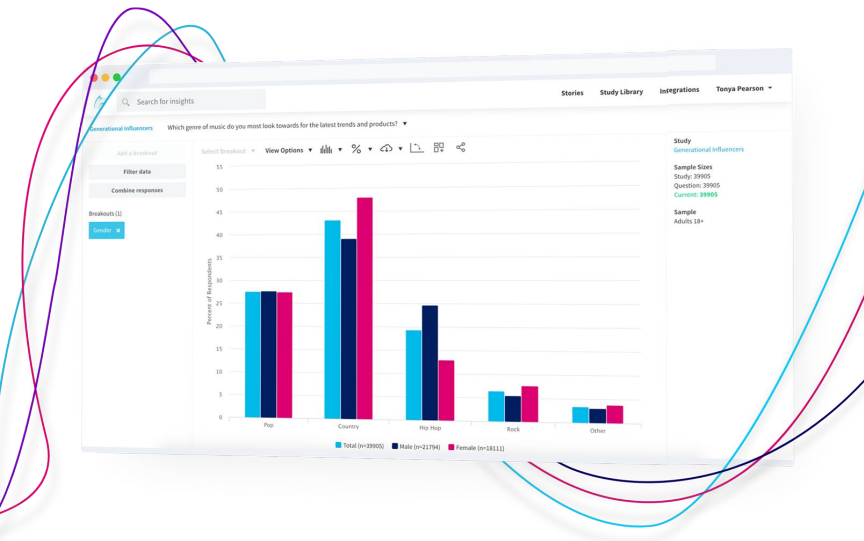 Search for insights
Stories
Study Library
Integrations
Tonya Pearson
Generational Influencers
Which genre of music do you most look towards for the latest trends and products?
Add a breakout
Filter data
Combine responses
Breakouts (1)
Gender ×
Select Breakout
View Options
%
55
50
45
40
35
30
25
20
15
10
5
0
Percent of Respondents
Pop
Country
Hip Hop
Rock
Other
Total (n=39905)
Male (n=21794)
Female (n=18111)
Study
Generational Influencers
Sample Sizes
Study: 39905
Question: 39905
Current: 39905
Sample
Adults 18+